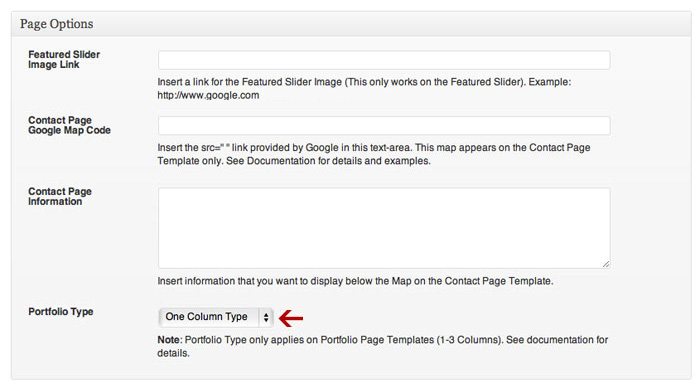 Page Options
Featured Slider
Image Link
Insert a link for the Featured Slider Image (This only works on the Featured Slider). Example:
http://www.google.com
Contact Page
Google Map Code
Insert the src=" " link provided by Google in this text-area. This map appears on the Contact Page
Template only. See Documentation for details and examples.
Contact Page
Information
Insert information that you want to display below the Map on the Contact Page Template.
Portfolio Type
One Column Type
Note: Portfolio Type only applies on Portfolio Page Templates (1-3 Columns). See documentation for
details.